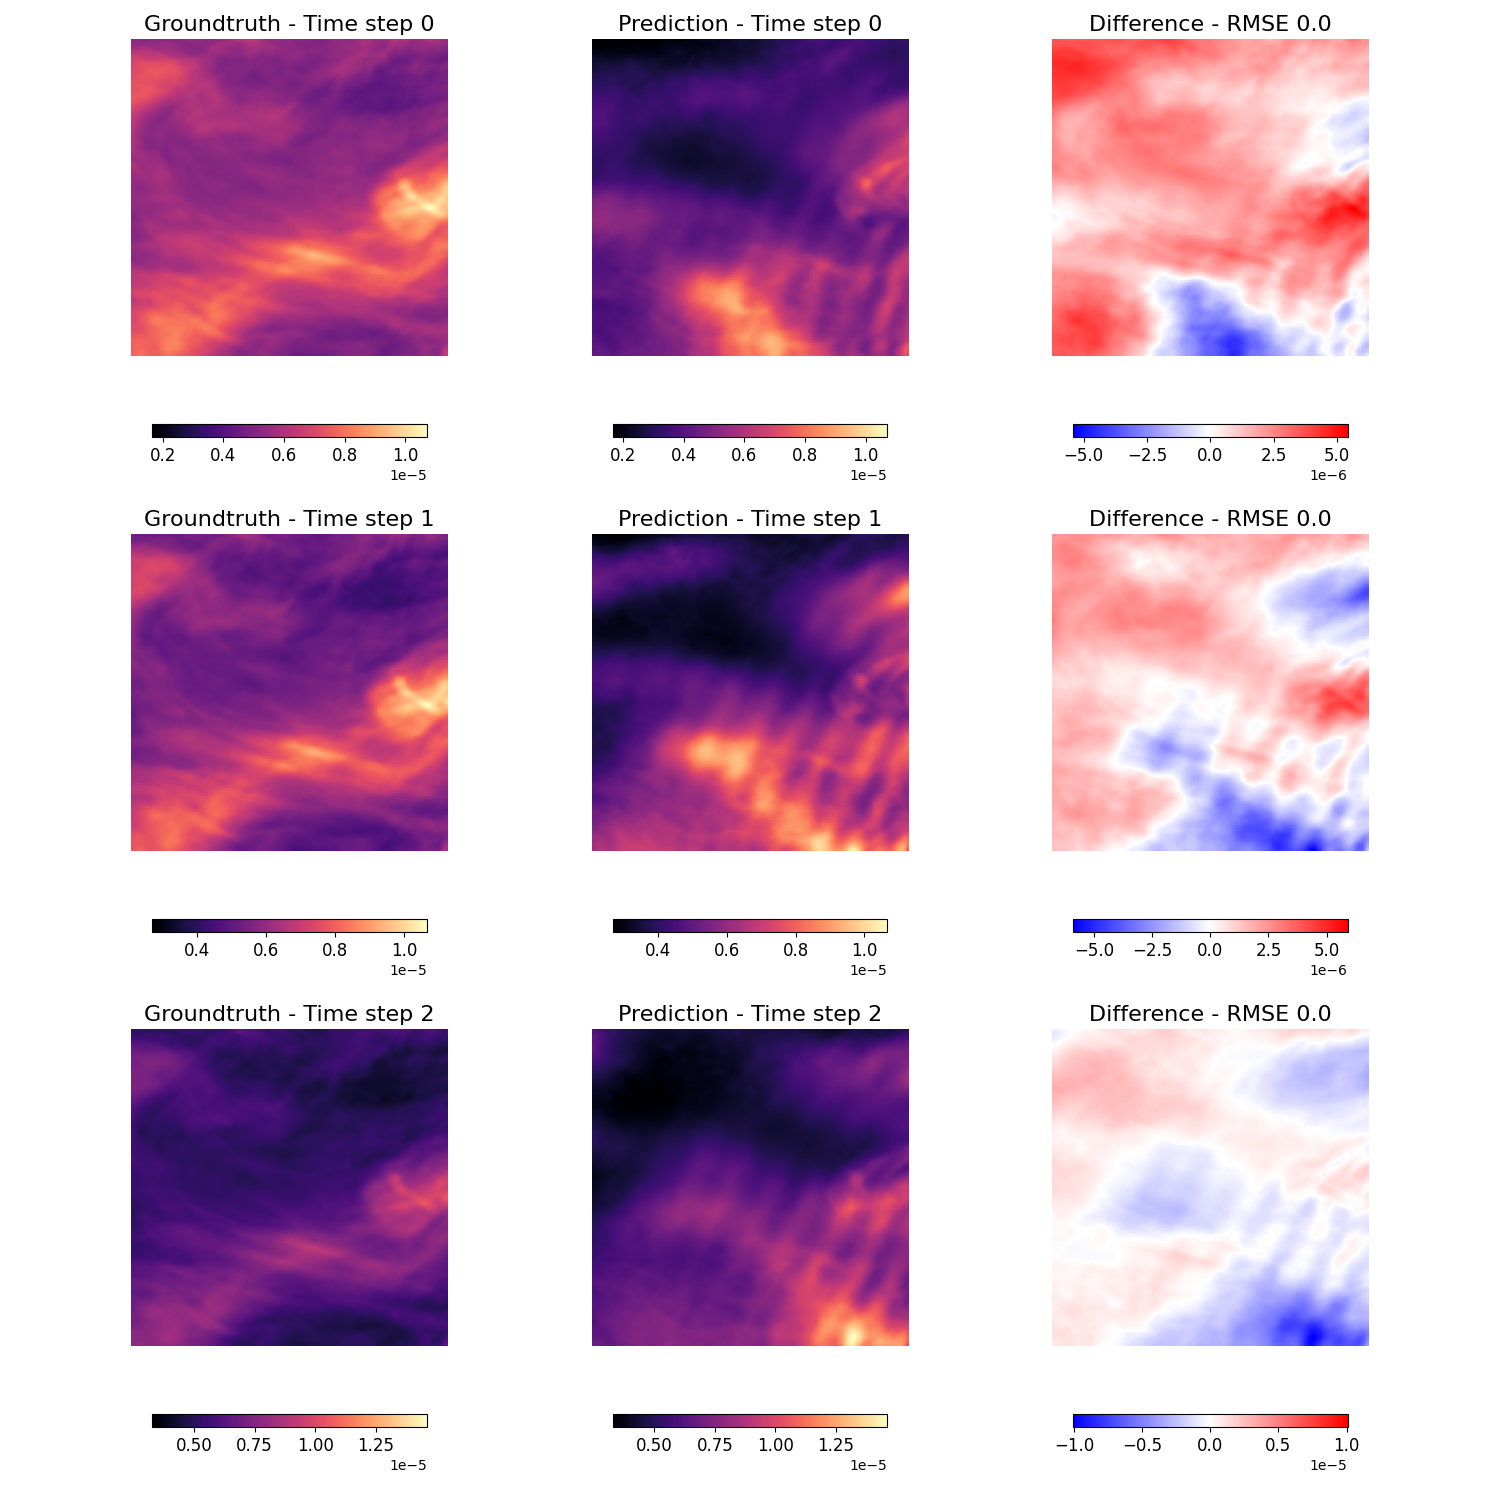 Groundtruth - Time step 0
Prediction - Time step 0
Difference - RMSE 0.0
0.2 0.4 0.6 0.8 1.0
1e−5
0.2 0.4 0.6 0.8 1.0
1e−5
−5.0 −2.5 0.0 2.5 5.0
1e−6
Groundtruth - Time step 1
Prediction - Time step 1
Difference - RMSE 0.0
0.4 0.6 0.8 1.0
1e−5
0.4 0.6 0.8 1.0
1e−5
−5.0 −2.5 0.0 2.5 5.0
1e−6
Groundtruth - Time step 2
Prediction - Time step 2
Difference - RMSE 0.0
0.50 0.75 1.00 1.25
1e−5
0.50 0.75 1.00 1.25
1e−5
−1.0 −0.5 0.0 0.5 1.0
1e−5